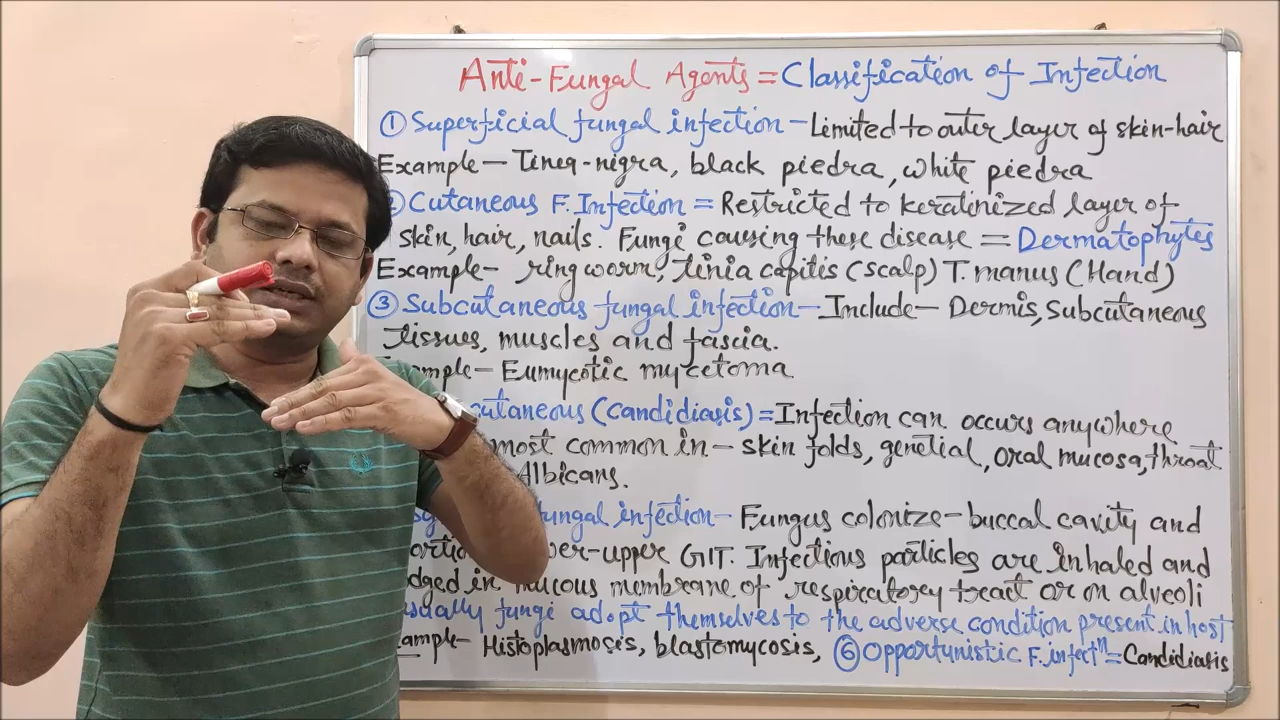 Anti-Fungal Agents = Classification of Infection
① Superficial fungal infection – Limited to outer layer of skin-hair
Example – Tineq-nigra, black piedra, white piedra
Cutaneous F. Infection = Restricted to keratinized layer of
skin, hair, nails. Fungi causing these disease = Dermatophytes
Example - ring worm, tinia capitis (scalp) T. manus (Hand)
③ Subcutaneous fungal infection – Include – Dermis, Subcutaneous
tissues, muscles and fascia.
mple – Eumycotic mycetoma
cutaneous (Candidiasis) = Infection can occurs anywhere
most common in – skin folds, genetial, oral mucosa, throat
Albicans.
fungal infection – Fungus colonize – buccal cavity and
er-upper GIT. Infectious particles are inhaled and
dged in mucous membrane of respiratory tract or on alveoli
sually fungi adopt themselves to the adverse condition present in host
ample – Histoplasmosis, blastomycosis, ⑥ Opportunistic F. infectⁿ = Candidiasis